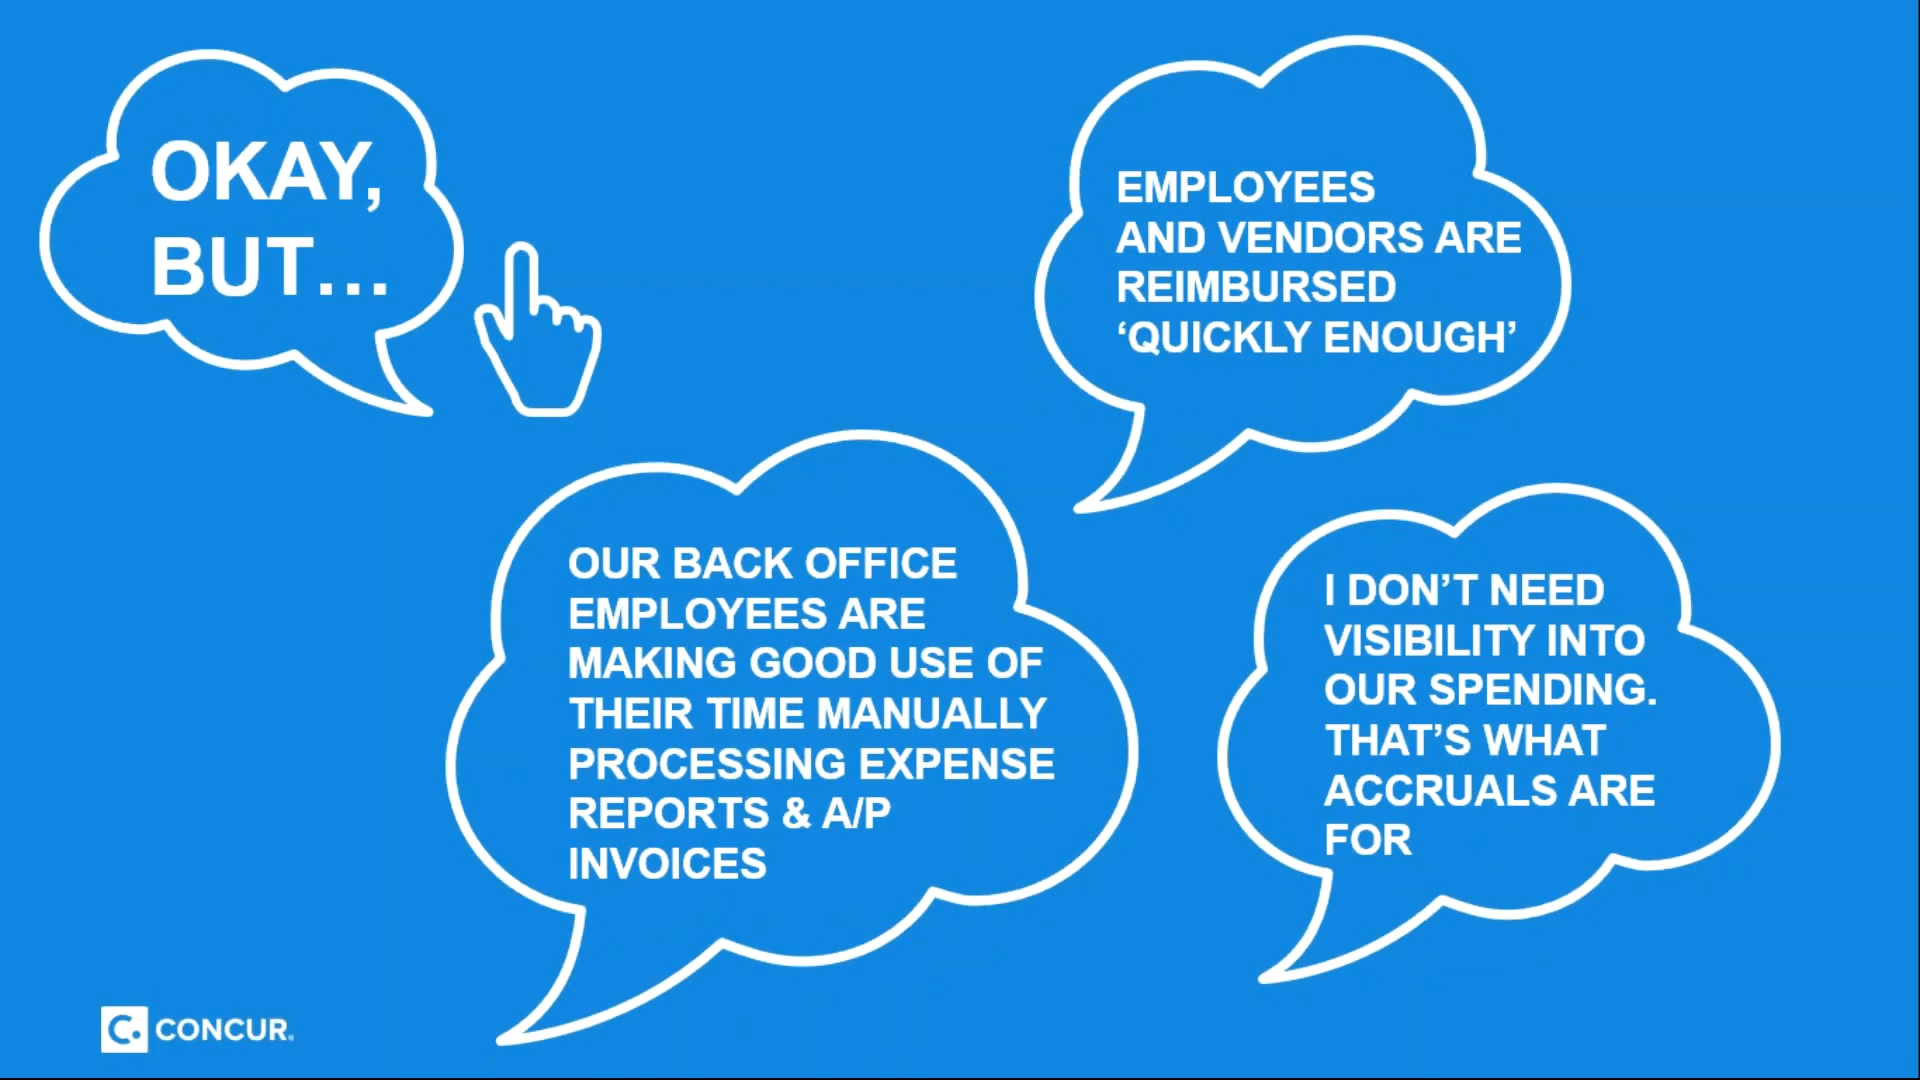 OKAY,
BUT...
EMPLOYEES
AND VENDORS ARE
REIMBURSED
‘QUICKLY ENOUGH’
OUR BACK OFFICE
EMPLOYEES ARE
MAKING GOOD USE OF
THEIR TIME MANUALLY
PROCESSING EXPENSE
REPORTS & A/P
INVOICES
I DON’T NEED
VISIBILITY INTO
OUR SPENDING.
THAT’S WHAT
ACCRUALS ARE
FOR
C. CONCUR.